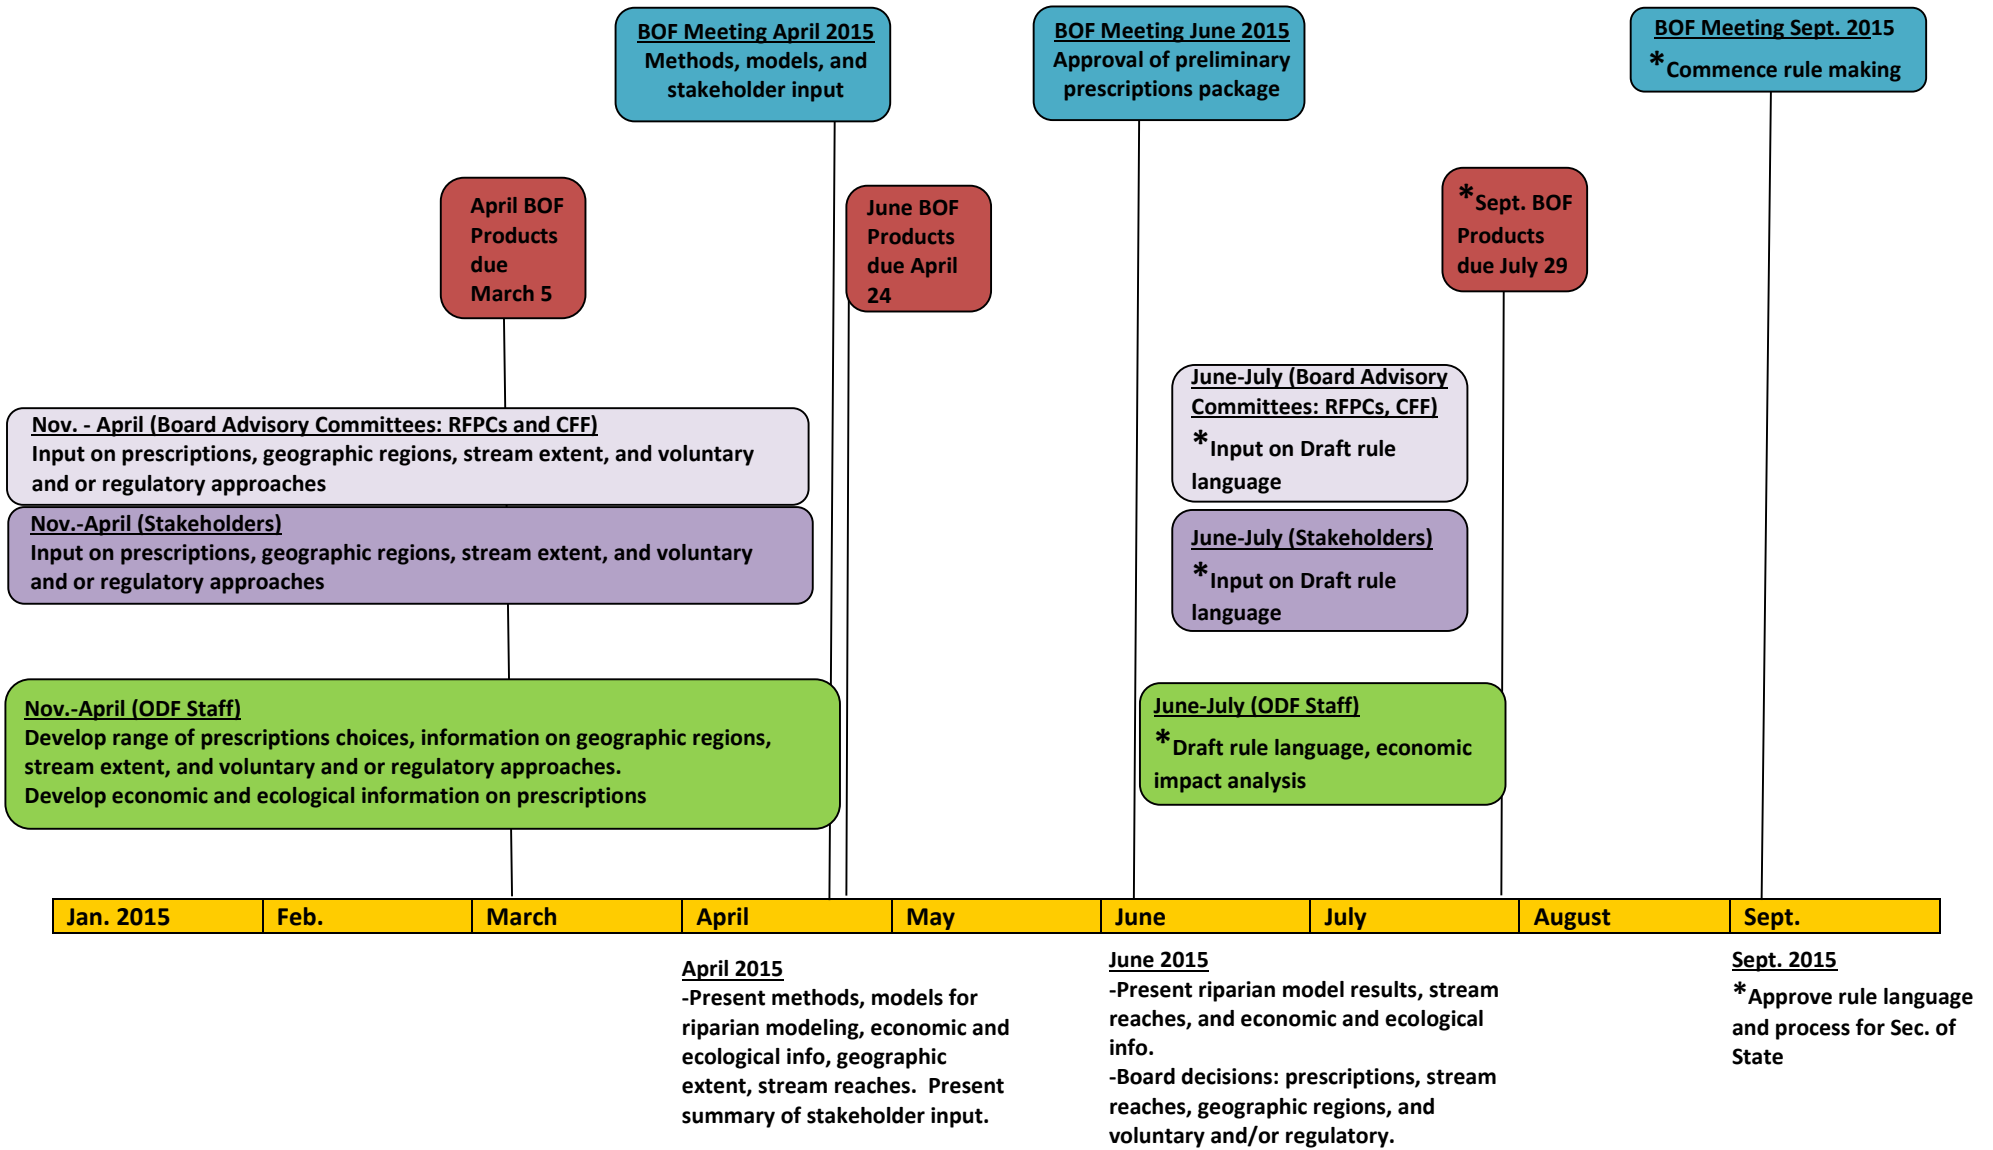 BOF Meeting April 2015
Methods, models, and
stakeholder input
BOF Meeting June 2015
Approval of preliminary
prescriptions package
BOF Meeting Sept. 2015
*Commence rule making
April BOF
Products
due
March 5
June BOF
Products
due April
24
*Sept. BOF
Products
due July 29
Nov. - April (Board Advisory Committees: RFPCs and CFF)
Input on prescriptions, geographic regions, stream extent, and voluntary
and or regulatory approaches
Nov.-April (Stakeholders)
Input on prescriptions, geographic regions, stream extent, and voluntary
and or regulatory approaches
June-July (Board Advisory
Committees: RFPCs, CFF)
*Input on Draft rule
language
June-July (Stakeholders)
*Input on Draft rule
language
Nov.-April (ODF Staff)
Develop range of prescriptions choices, information on geographic regions,
stream extent, and voluntary and or regulatory approaches.
Develop economic and ecological information on prescriptions
June-July (ODF Staff)
*Draft rule language, economic
impact analysis
Jan. 2015 Feb. March April May June July August Sept.
April 2015
-Present methods, models for
riparian modeling, economic and
ecological info, geographic
extent, stream reaches.  Present
summary of stakeholder input.
June 2015
-Present riparian model results, stream
reaches, and economic and ecological
info.
-Board decisions: prescriptions, stream
reaches, geographic regions, and
voluntary and/or regulatory.
Sept. 2015
*Approve rule language
and process for Sec. of
State